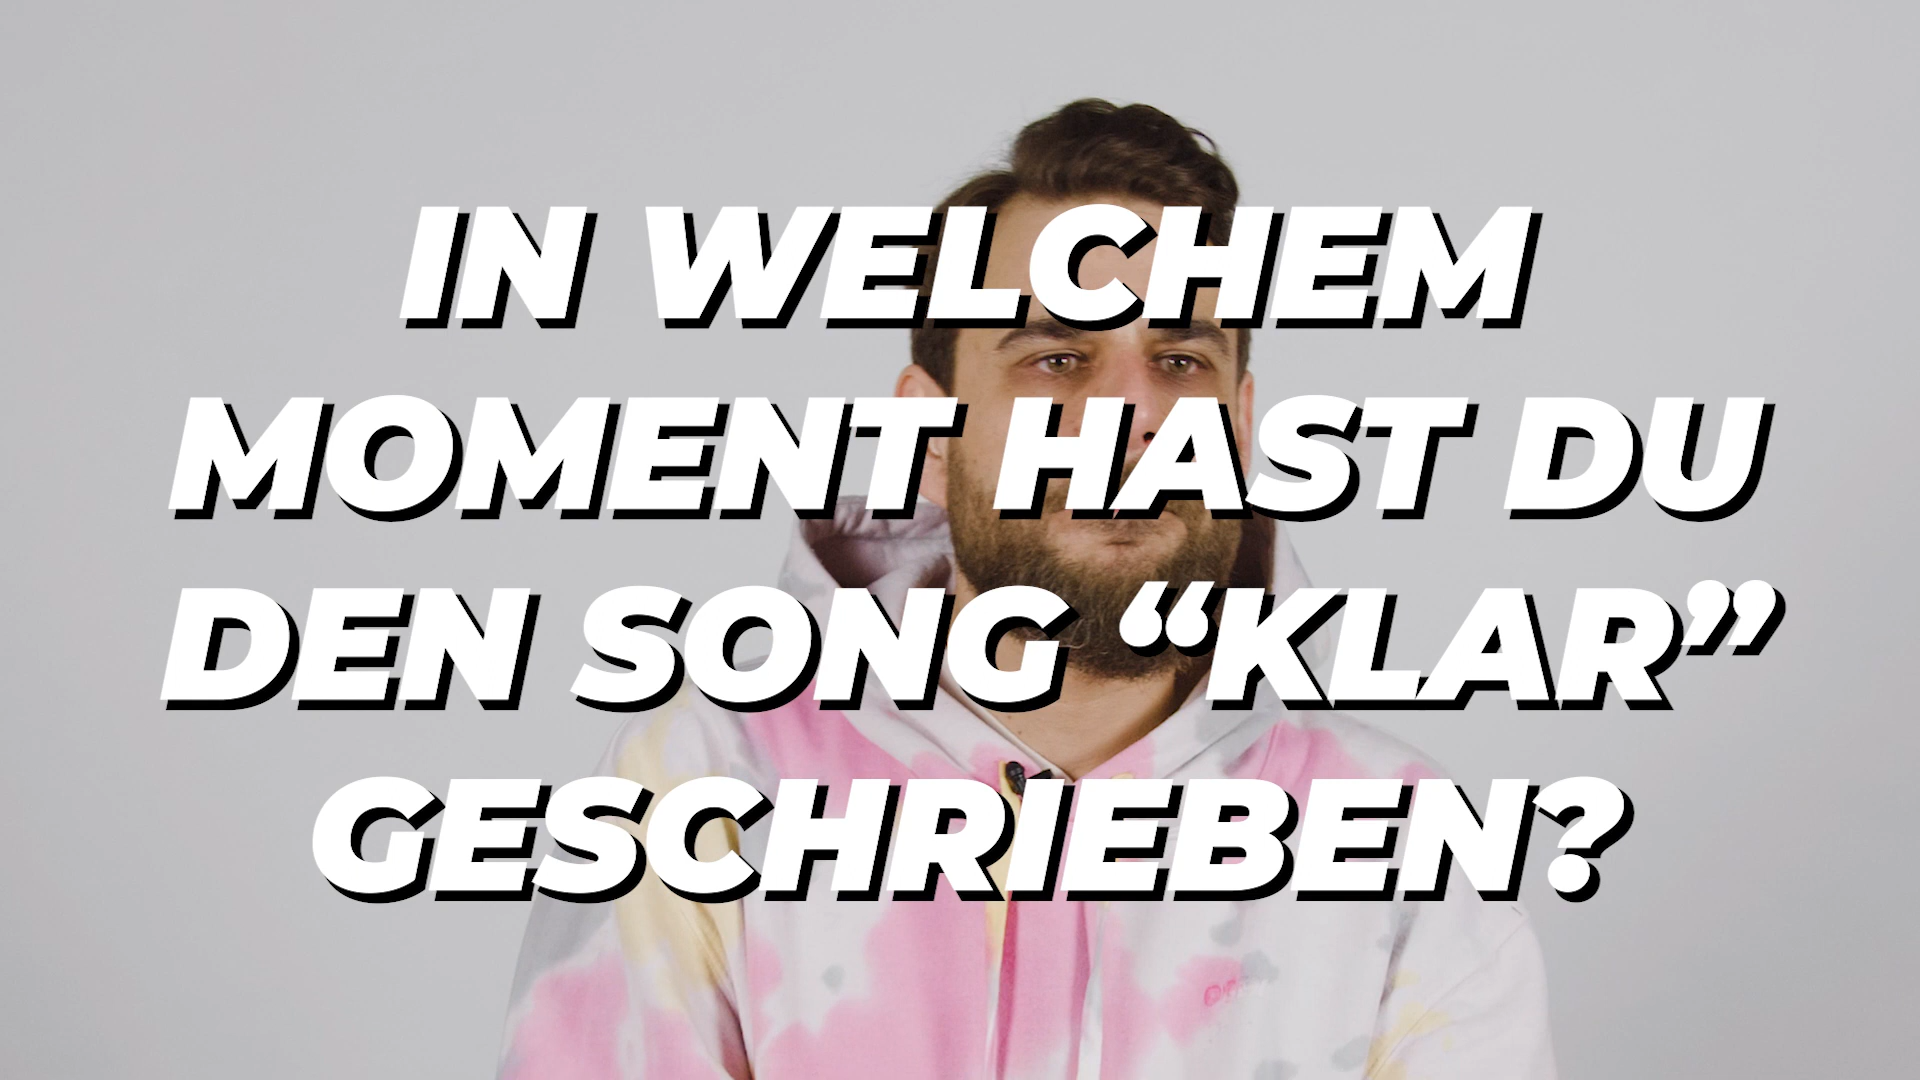 IN WELCHEM
MOMENT HAST DU
DEN SONG “KLAR”
GESCHRIEBEN?